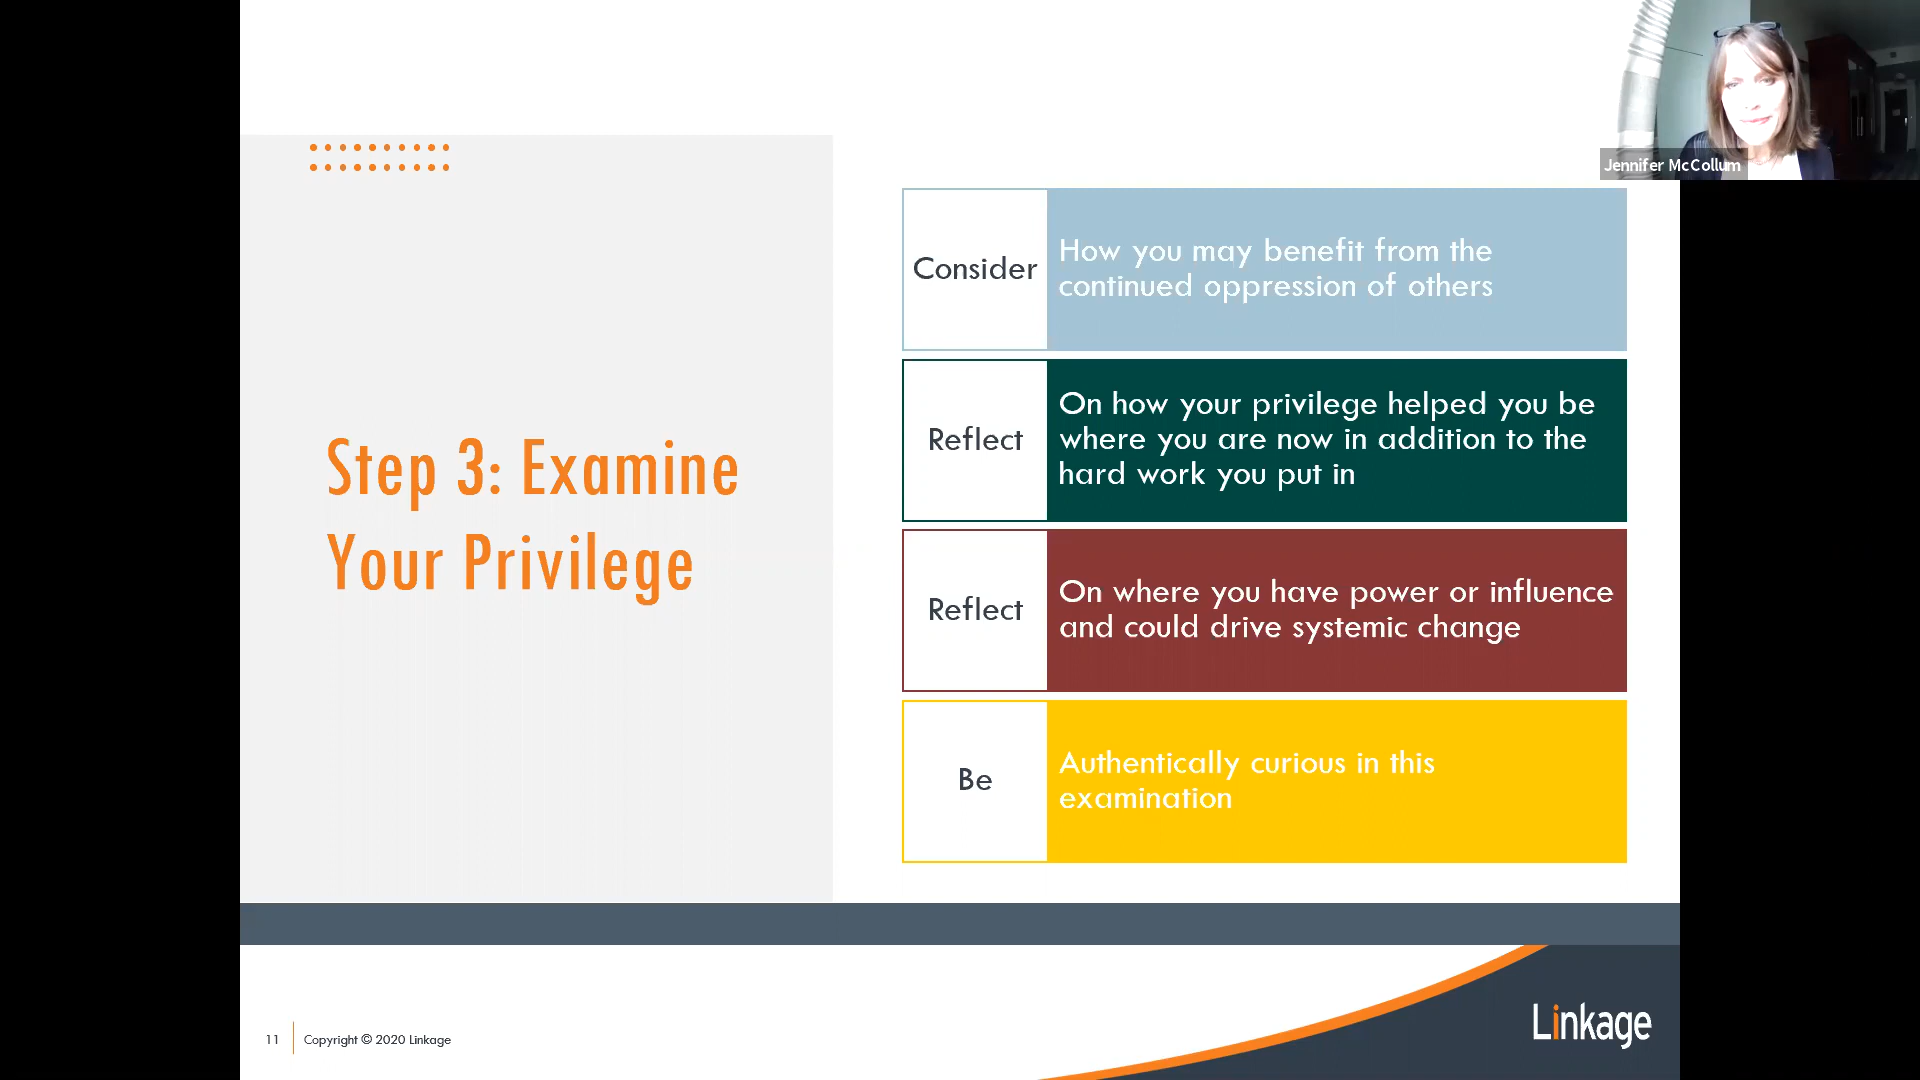 Jennifer McCollum
Step 3: Examine
Your Privilege
Consider
How you may benefit from the
continued oppression of others
Reflect
On how your privilege helped you be
where you are now in addition to the
hard work you put in
Reflect
On where you have power or influence
and could drive systemic change
Be
Authentically curious in this
examination
11
Copyright © 2020 Linkage
Linkage